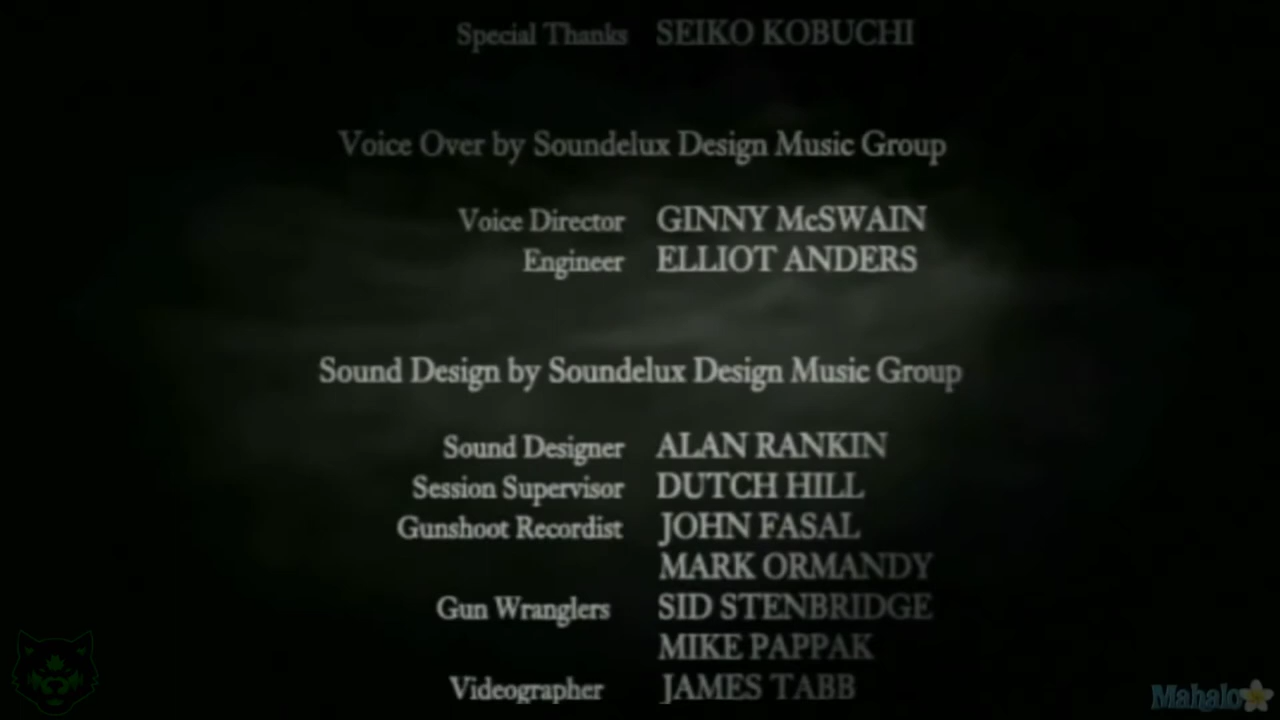 Special Thanks SEIKO KOBUCHI
Voice Over by Soundelux Design Music Group
Voice Director GINNY McSWAIN
Engineer ELLIOT ANDERS
Sound Design by Soundelux Design Music Group
Sound Designer ALAN RANKIN
Session Supervisor DUTCH HILL
Gunshoot Recordist JOHN FASAL
MARK ORMANDY
Gun Wranglers SID STENBRIDGE
MIKE PAPPAK
Videographer JAMES TABB
Mahalo